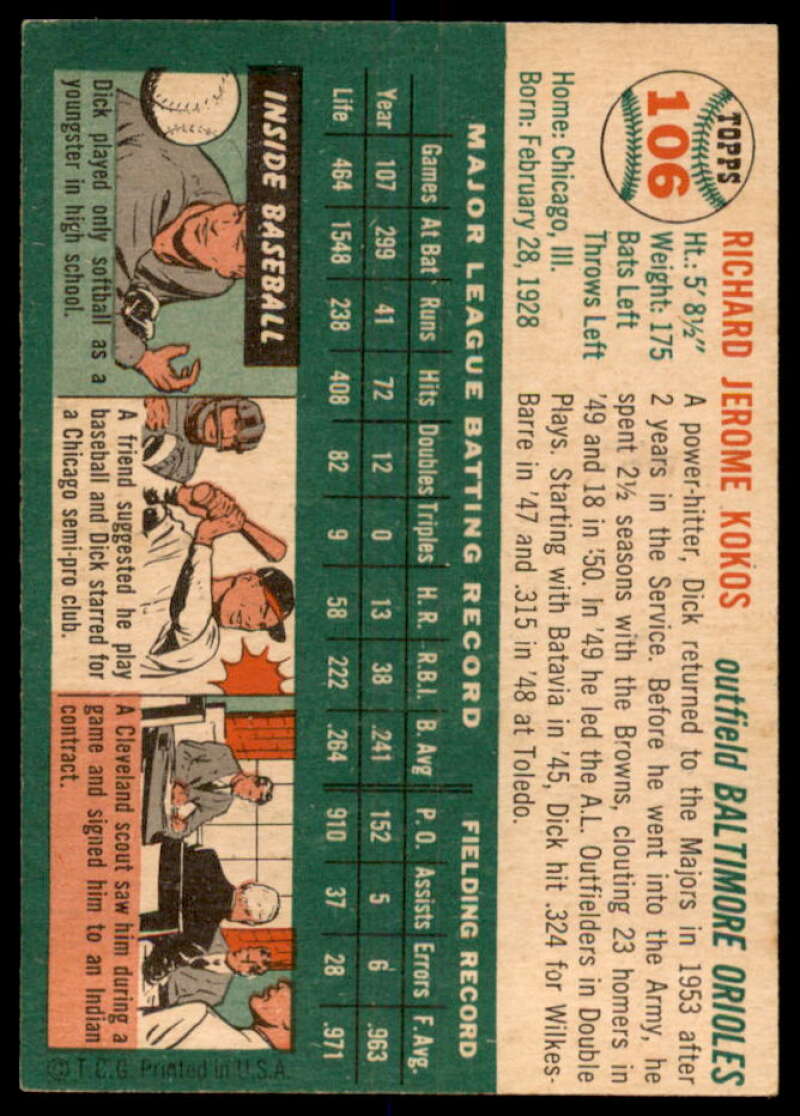 TOPPS
106
RICHARD JEROME KOKOS outfield BALTIMORE ORIOLES
Ht.: 5' 8½"
Weight: 175
Bats Left
Throws Left
Home: Chicago, Ill.
Born: February 28, 1928
A power-hitter, Dick returned to the Majors in 1953 after
2 years in the Service. Before he went into the Army, he
spent 2½ seasons with the Browns, clouting 23 homers in
'49 and 18 in '50. In '49 he led the A.L. Outfielders in Double
Plays. Starting with Batavia in '45, Dick hit .324 for Wilkes-
Barre in '47 and .315 in '48 at Toledo.
MAJOR LEAGUE BATTING RECORD FIELDING RECORD
Games At Bat Runs Hits Doubles Triples H.R. R.B.I. B. Avg P. O. Assists Errors F. Avg.
Year 107 299 41 72 12 0 13 38 .241 152 5 6 .963
Life 464 1548 238 408 82 9 58 222 .264 910 37 28 .971
INSIDE BASEBALL
Dick played only softball as a
youngster in high school.
A friend suggested he play
baseball and Dick starred for
a Chicago semi-pro club.
A Cleveland scout saw him during a
game and signed him to an Indian
contract.
© T.C.G. Printed in U.S.A.